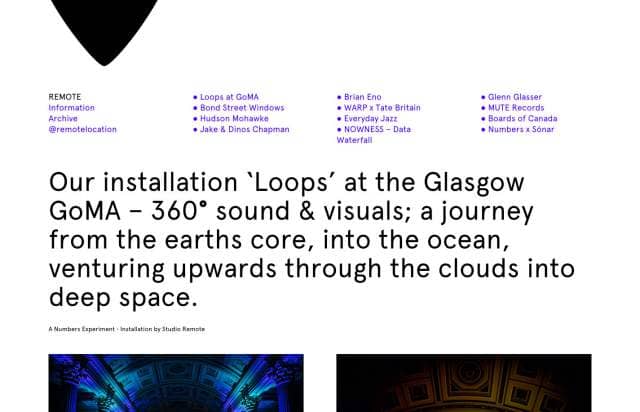 REMOTE
Information
Archive
@remotelocation
● Loops at GoMA
● Bond Street Windows
● Hudson Mohawke
● Jake & Dinos Chapman
● Brian Eno
● WARP x Tate Britain
● Everyday Jazz
● NOWNESS – Data
Waterfall
● Glenn Glasser
● MUTE Records
● Boards of Canada
● Numbers x Sónar
Our installation ‘Loops’ at the Glasgow
GoMA – 360° sound & visuals; a journey
from the earths core, into the ocean,
venturing upwards through the clouds into
deep space.
A Numbers Experiment - Installation by Studio Remote